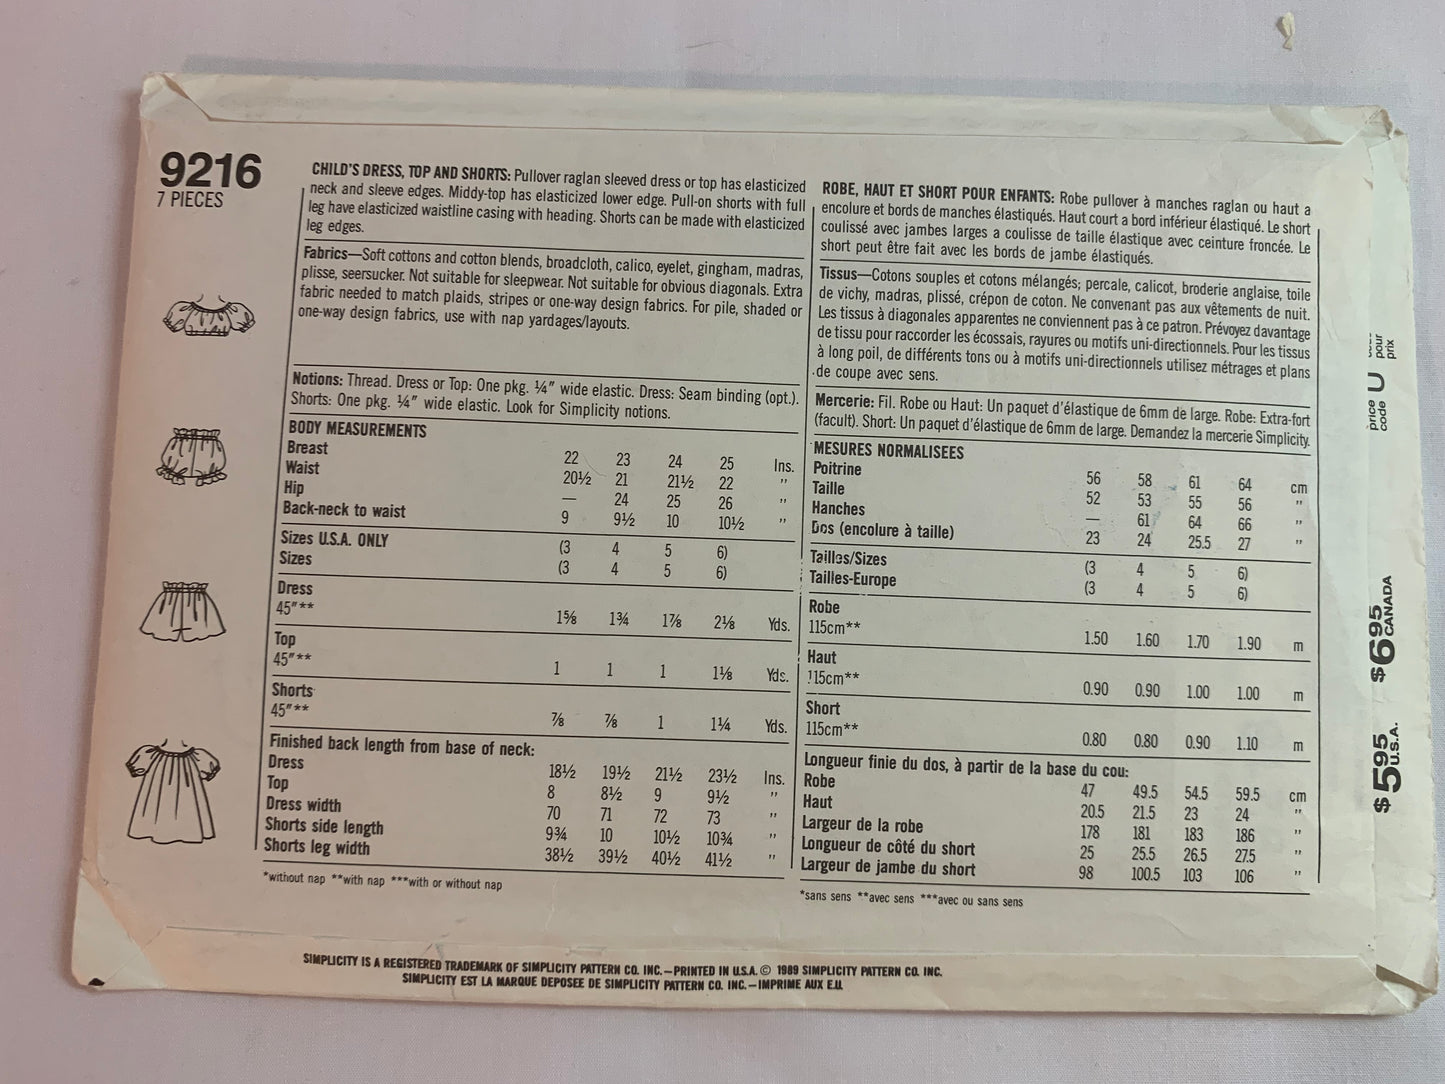 9216
7 PIECES
CHILD'S DRESS, TOP AND SHORTS: Pullover raglan sleeved dress or top has elasticized
neck and sleeve edges. Middy-top has elasticized lower edge. Pull-on shorts with full
leg have elasticized waistline casing with heading. Shorts can be made with elasticized
leg edges.
Fabrics—Soft cottons and cotton blends, broadcloth, calico, eyelet, gingham, madras,
plisse, seersucker. Not suitable for sleepwear. Not suitable for obvious diagonals. Extra
fabric needed to match plaids, stripes or one-way design fabrics. For pile, shaded or
one-way design fabrics, use with nap yardages/layouts.
Notions: Thread. Dress or Top: One pkg. ¼" wide elastic. Dress: Seam binding (opt.).
Shorts: One pkg. ¼" wide elastic. Look for Simplicity notions.
BODY MEASUREMENTS
Breast 22 23 24 25 Ins.
Waist 20½ 21 21½ 22 "
Hip — 24 25 26 "
Back-neck to waist 9 9½ 10 10½ "
Sizes U.S.A. ONLY (3 4 5 6)
Sizes (3 4 5 6)
Dress
45"** 1⅝ 1¾ 1⅞ 2⅛ Yds.
Top
45"** 1 1 1 1⅛ Yds.
Shorts
45"** ⅞ ⅞ 1 1¼ Yds.
Finished back length from base of neck:
Dress 18½ 19½ 21½ 23½ Ins.
Top 8 8½ 9 9½ "
Dress width 70 71 72 73 "
Shorts side length 9¾ 10 10½ 10¾ "
Shorts leg width 38½ 39½ 40½ 41½ "
*without nap **with nap ***with or without nap
ROBE, HAUT ET SHORT POUR ENFANTS: Robe pullover à manches raglan ou haut a
encolure et bords de manches élastiqués. Haut court a bord inférieur élastiqué. Le short
coulissé avec jambes larges a coulisse de taille élastique avec ceinture froncée. Le
short peut être fait avec les bords de jambe élastiqués.
Tissus—Cotons souples et cotons mélangés; percale, calicot, broderie anglaise, toile
de vichy, madras, plissé, crépon de coton. Ne convenant pas aux vêtements de nuit.
Les tissus à diagonales apparentes ne conviennent pas à ce patron. Prévoyez davantage
de tissu pour raccorder les écossais, rayures ou motifs uni-directionnels. Pour les tissus
à long poil, de différents tons ou à motifs uni-directionnels utilisez métrages et plans
de coupe avec sens.
Mercerie: Fil. Robe ou Haut: Un paquet d'élastique de 6mm de large. Robe: Extra-fort
(facult). Short: Un paquet d'élastique de 6mm de large. Demandez la mercerie Simplicity.
MESURES NORMALISEES
Poitrine 56 58 61 64 cm
Taille 52 53 55 56 "
Hanches — 61 64 66 "
Dos (encolure à taille) 23 24 25.5 27 "
Tailles/Sizes (3 4 5 6)
Tailles-Europe (3 4 5 6)
Robe
115cm** 1.50 1.60 1.70 1.90 m
Haut
115cm** 0.90 0.90 1.00 1.00 m
Short
115cm** 0.80 0.80 0.90 1.10 m
Longueur finie du dos, à partir de la base du cou:
Robe 47 49.5 54.5 59.5 cm
Haut 20.5 21.5 23 24 "
Largeur de la robe 178 181 183 186 "
Longueur de côté du short 25 25.5 26.5 27.5 "
Largeur de jambe du short 98 100.5 103 106 "
*sans sens **avec sens ***avec ou sans sens
price code U pour prix
$6.95 CANADA
$5.95 U.S.A.
SIMPLICITY IS A REGISTERED TRADEMARK OF SIMPLICITY PATTERN CO. INC.—PRINTED IN U.S.A. © 1989 SIMPLICITY PATTERN CO. INC.
SIMPLICITY EST LA MARQUE DEPOSEE DE SIMPLICITY PATTERN CO. INC.—IMPRIME AUX E.U.